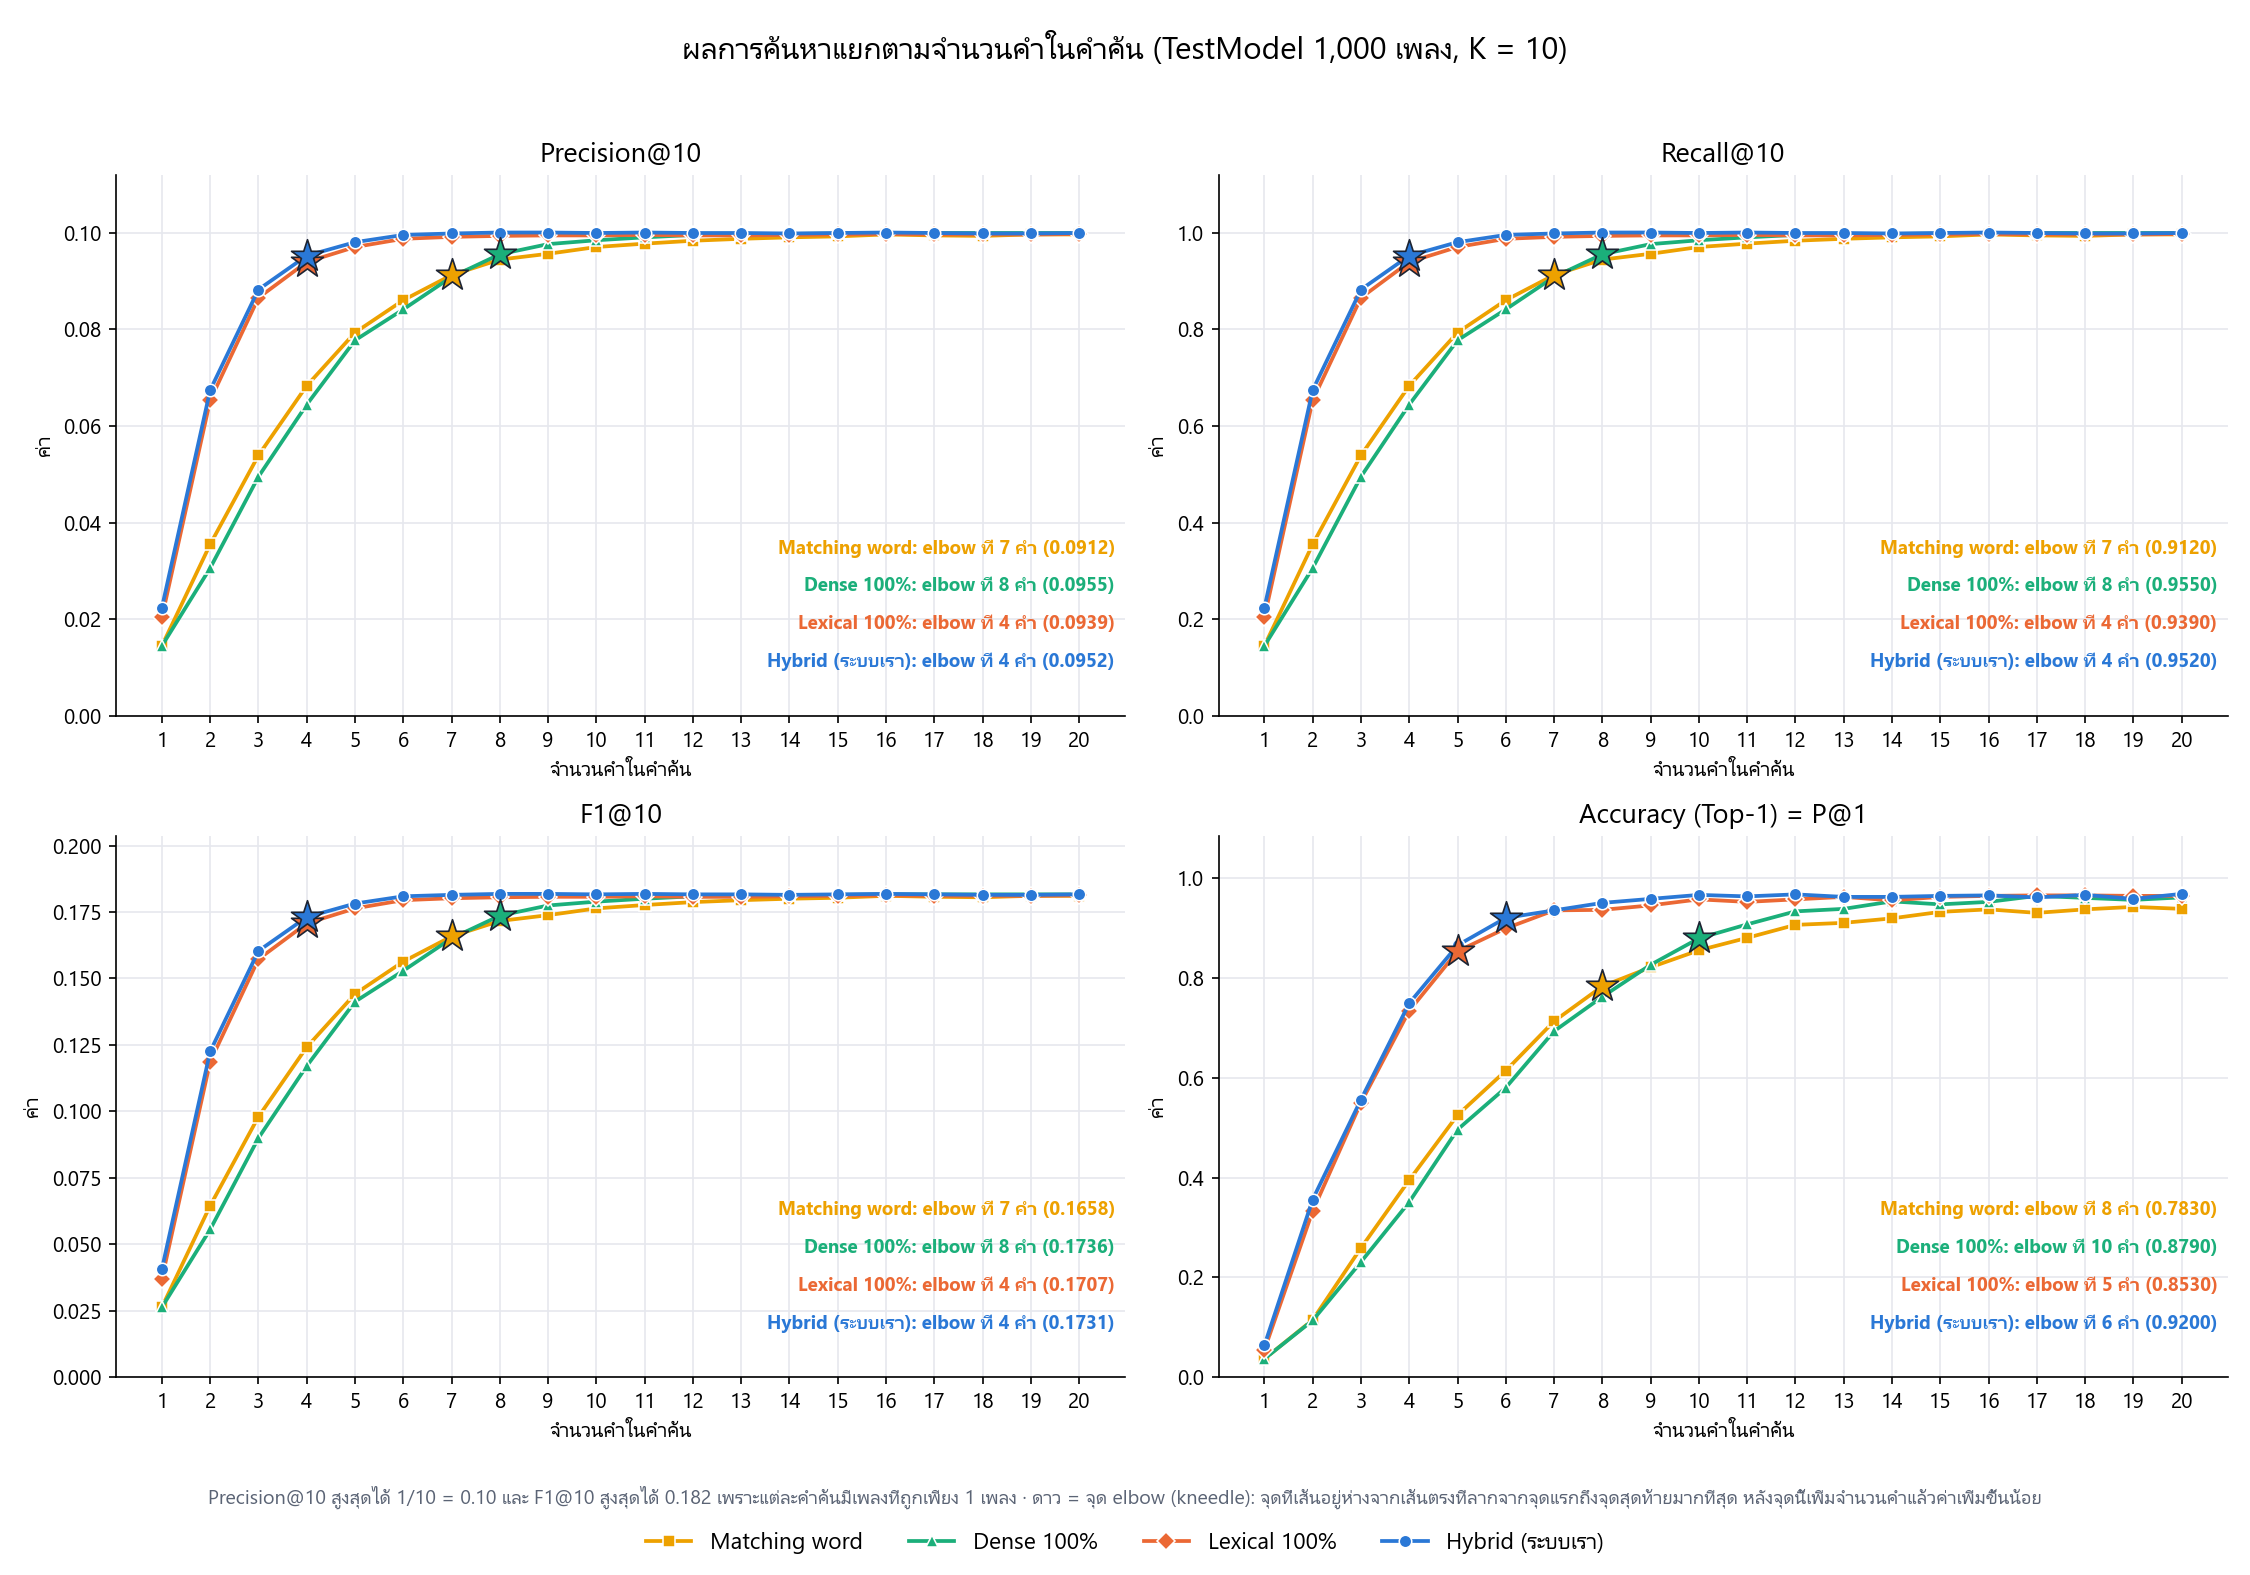 ผลการค้นหาแยกตามจำนวนคำในคำค้น (TestModel 1,000 เพลง, K = 10)
Precision@10
0.10
0.08
0.06
0.04
0.02
0.00
ค่า
Matching word: elbow ที่ 7 คำ (0.0912)
Dense 100%: elbow ที่ 8 คำ (0.0955)
Lexical 100%: elbow ที่ 4 คำ (0.0939)
Hybrid (ระบบเรา): elbow ที่ 4 คำ (0.0952)
1 2 3 4 5 6 7 8 9 10 11 12 13 14 15 16 17 18 19 20
จำนวนคำในคำค้น
Recall@10
1.0
0.8
0.6
0.4
0.2
0.0
ค่า
Matching word: elbow ที่ 7 คำ (0.9120)
Dense 100%: elbow ที่ 8 คำ (0.9550)
Lexical 100%: elbow ที่ 4 คำ (0.9390)
Hybrid (ระบบเรา): elbow ที่ 4 คำ (0.9520)
1 2 3 4 5 6 7 8 9 10 11 12 13 14 15 16 17 18 19 20
จำนวนคำในคำค้น
F1@10
0.200
0.175
0.150
0.125
0.100
0.075
0.050
0.025
0.000
ค่า
Matching word: elbow ที่ 7 คำ (0.1658)
Dense 100%: elbow ที่ 8 คำ (0.1736)
Lexical 100%: elbow ที่ 4 คำ (0.1707)
Hybrid (ระบบเรา): elbow ที่ 4 คำ (0.1731)
1 2 3 4 5 6 7 8 9 10 11 12 13 14 15 16 17 18 19 20
จำนวนคำในคำค้น
Accuracy (Top-1) = P@1
1.0
0.8
0.6
0.4
0.2
0.0
ค่า
Matching word: elbow ที่ 8 คำ (0.7830)
Dense 100%: elbow ที่ 10 คำ (0.8790)
Lexical 100%: elbow ที่ 5 คำ (0.8530)
Hybrid (ระบบเรา): elbow ที่ 6 คำ (0.9200)
1 2 3 4 5 6 7 8 9 10 11 12 13 14 15 16 17 18 19 20
จำนวนคำในคำค้น
Precision@10 สูงสุดได้ 1/10 = 0.10 และ F1@10 สูงสุดได้ 0.182 เพราะแต่ละคำค้นมีเพลงที่ถูกเพียง 1 เพลง · ดาว = จุด elbow (kneedle): จุดที่เส้นอยู่ห่างจากเส้นตรงที่ลากจากจุดแรกถึงจุดสุดท้ายมากที่สุด หลังจุดนี้เพิ่มจำนวนคำแล้วค่าเพิ่มขึ้นน้อย
Matching word
Dense 100%
Lexical 100%
Hybrid (ระบบเรา)